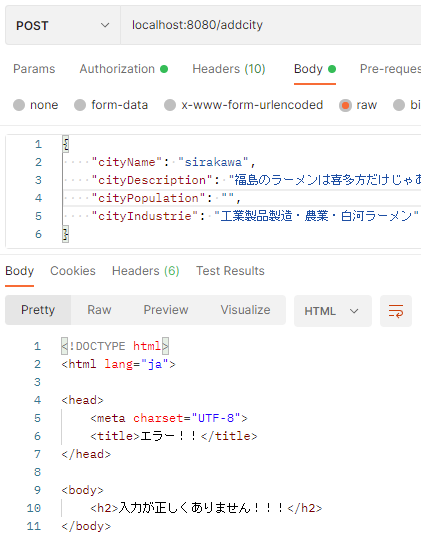 POST localhost:8080/addcity
Params Authorization Headers (10) Body Pre-reques
none form-data x-www-form-urlencoded raw bi
1 {
2 "cityName": "sirakawa",
3 "cityDescription": "福島のラーメンは喜多方だけじゃあ
4 "cityPopulation": "",
5 "cityIndustrie": "工業製品製造・農業・白河ラーメン"
6 }
Body Cookies Headers (6) Test Results
Pretty Raw Preview Visualize HTML
1 <!DOCTYPE html>
2 <html lang="ja">
3
4 <head>
5 <meta charset="UTF-8">
6 <title>エラー！！</title>
7 </head>
8
9 <body>
10 <h2>入力が正しくありません！！！</h2>
11 </body>